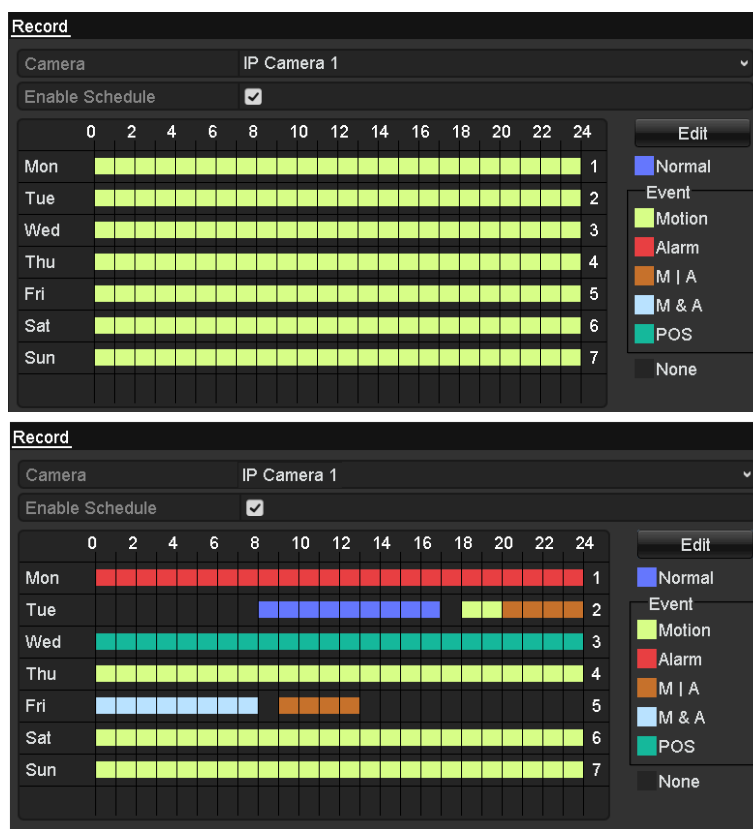 Record
Camera IP Camera 1
Enable Schedule
0 2 4 6 8 10 12 14 16 18 20 22 24
Edit
Mon 1
Normal
Tue 2
Event
Motion
Wed 3
Alarm
Thu 4
M | A
Fri 5
M & A
Sat 6
POS
Sun 7
None
Record
Camera IP Camera 1
Enable Schedule
0 2 4 6 8 10 12 14 16 18 20 22 24
Edit
Mon 1
Normal
Tue 2
Event
Motion
Wed 3
Alarm
Thu 4
M | A
Fri 5
M & A
Sat 6
POS
Sun 7
None